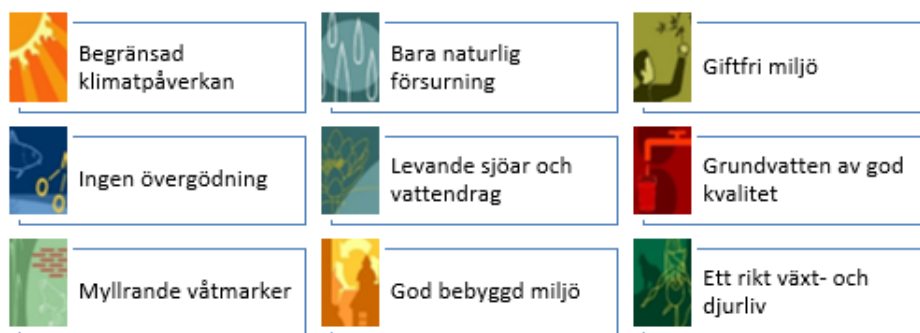 Begränsad
klimatpåverkan
Bara naturlig
försurning
Giftfri miljö
Ingen övergödning
Levande sjöar och
vattendrag
Grundvatten av god
kvalitet
Myllrande våtmarker
God bebyggd miljö
Ett rikt växt- och
djurliv